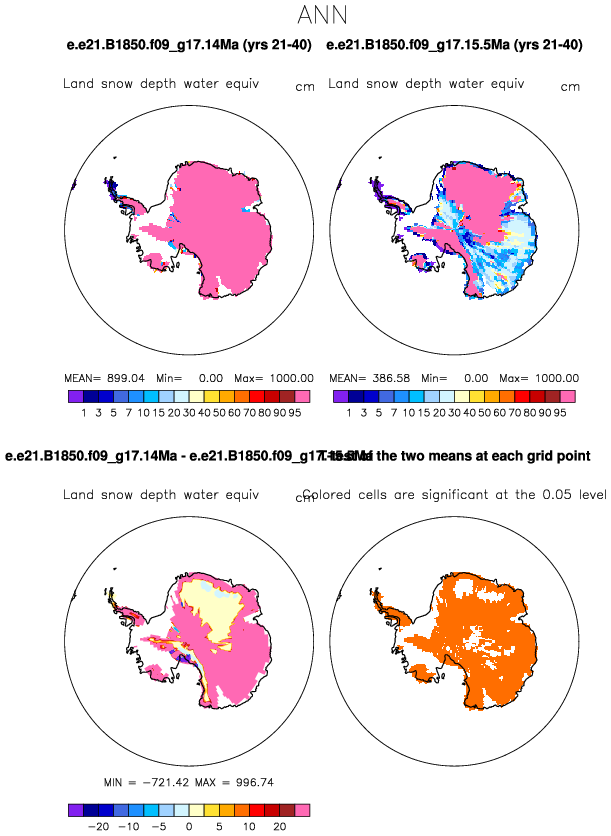 ANN
e.e21.B1850.f09_g17.14Ma (yrs 21-40) e.e21.B1850.f09_g17.15.5Ma (yrs 21-40)
Land snow depth water equiv cm Land snow depth water equiv cm
MEAN= 899.04 Min= 0.00 Max= 1000.00 MEAN= 386.58 Min= 0.00 Max= 1000.00
1 3 5 7 10 15 20 30 40 50 60 70 80 90 95 1 3 5 7 10 15 20 30 40 50 60 70 80 90 95
e.e21.B1850.f09_g17.14Ma - e.e21.B1850.f09_g17 of the two means at each grid point
Land snow depth water equiv cm Colored cells are significant at the 0.05 level
MIN = -721.42 MAX = 996.74
-20 -10 -5 0 5 10 20